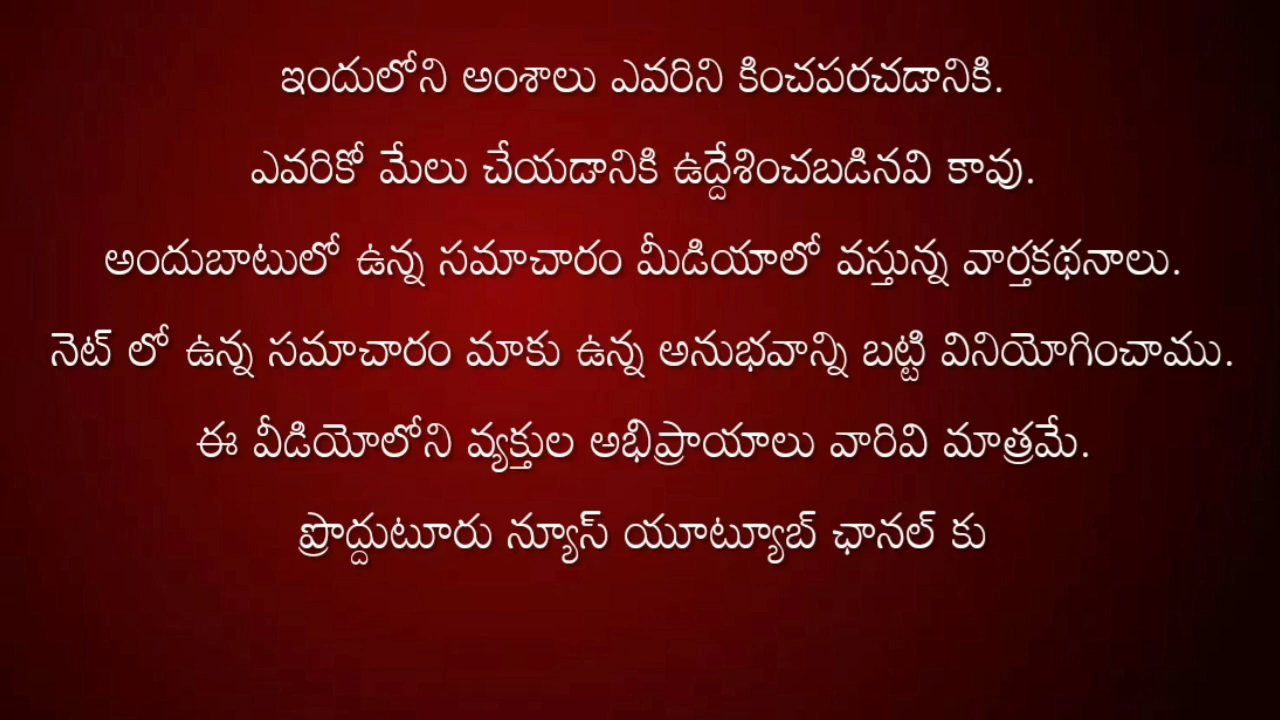 ఇందులోని అంశాలు ఎవరిని కించపరచడానికి.
ఎవరికో మేలు చేయడానికి ఉద్దేశించబడినవి కావు.
అందుబాటులో ఉన్న సమాచారం మీడియాలో వస్తున్న వార్తకథనాలు.
నెట్ లో ఉన్న సమాచారం మాకు ఉన్న అనుభవాన్ని బట్టి వినియోగించాము.
ఈ వీడియోలోని వ్యక్తుల అభిప్రాయాలు వారివి మాత్రమే.
ప్రొద్దుటూరు న్యూస్ యూట్యూబ్ ఛానల్ కు